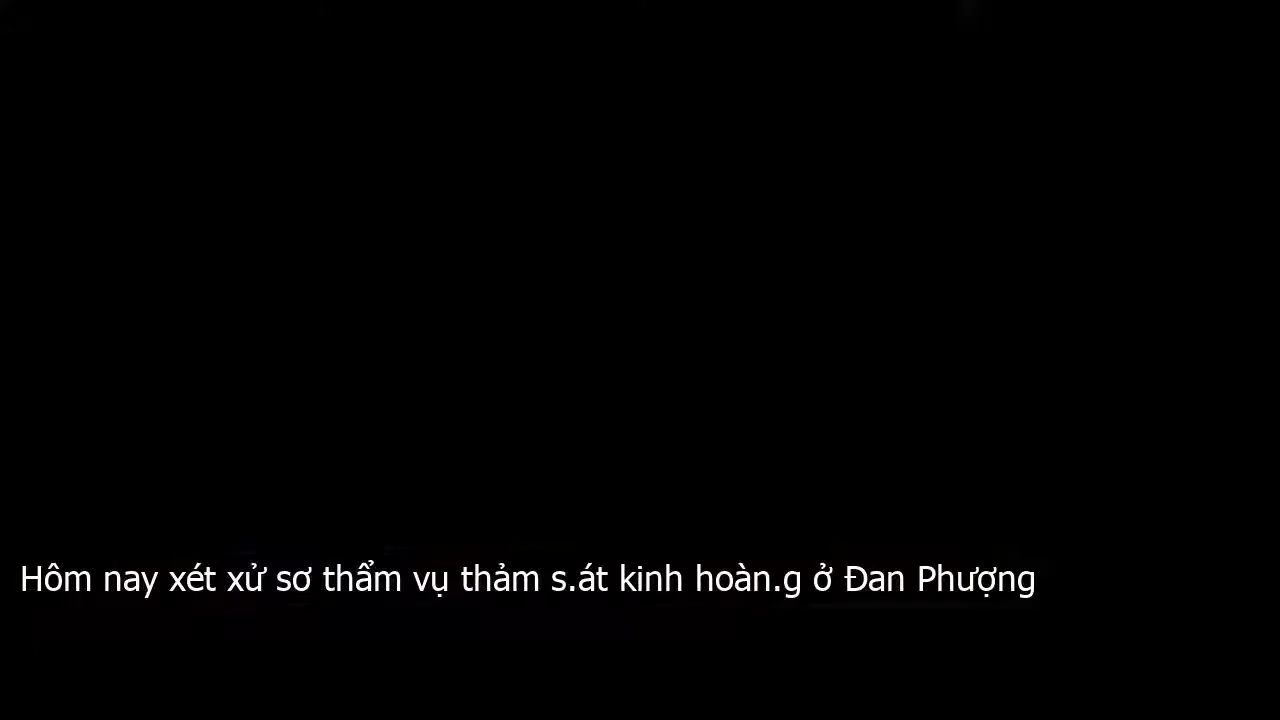 Hôm nay xét xử sơ thẩm vụ thảm s.át kinh hoàn.g ở Đan Phượng